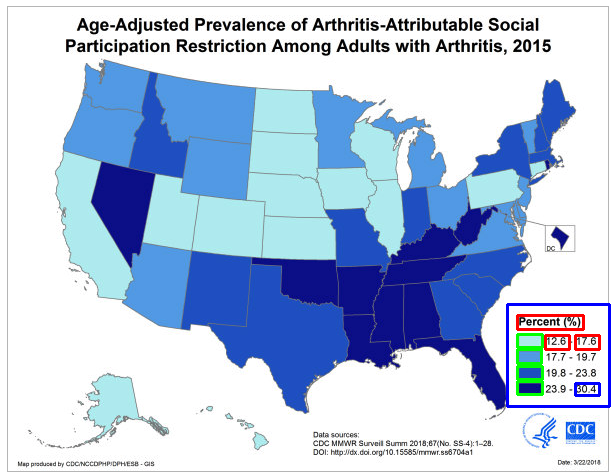 Age-Adjusted Prevalence of Arthritis-Attributable Social
Participation Restriction Among Adults with Arthritis, 2015
DC
Percent (%)
12.6 - 17.6
17.7 - 19.7
19.8 - 23.8
23.9 - 30.4
Data sources:
CDC MMWR Surveill Summ 2018;67(No. SS-4):1–28.
DOI: http://dx.doi.org/10.15585/mmwr.ss6704a1
CDC
Map produced by CDC/NCCDPHP/DPH/ESB - GIS
Date: 3/22/2018